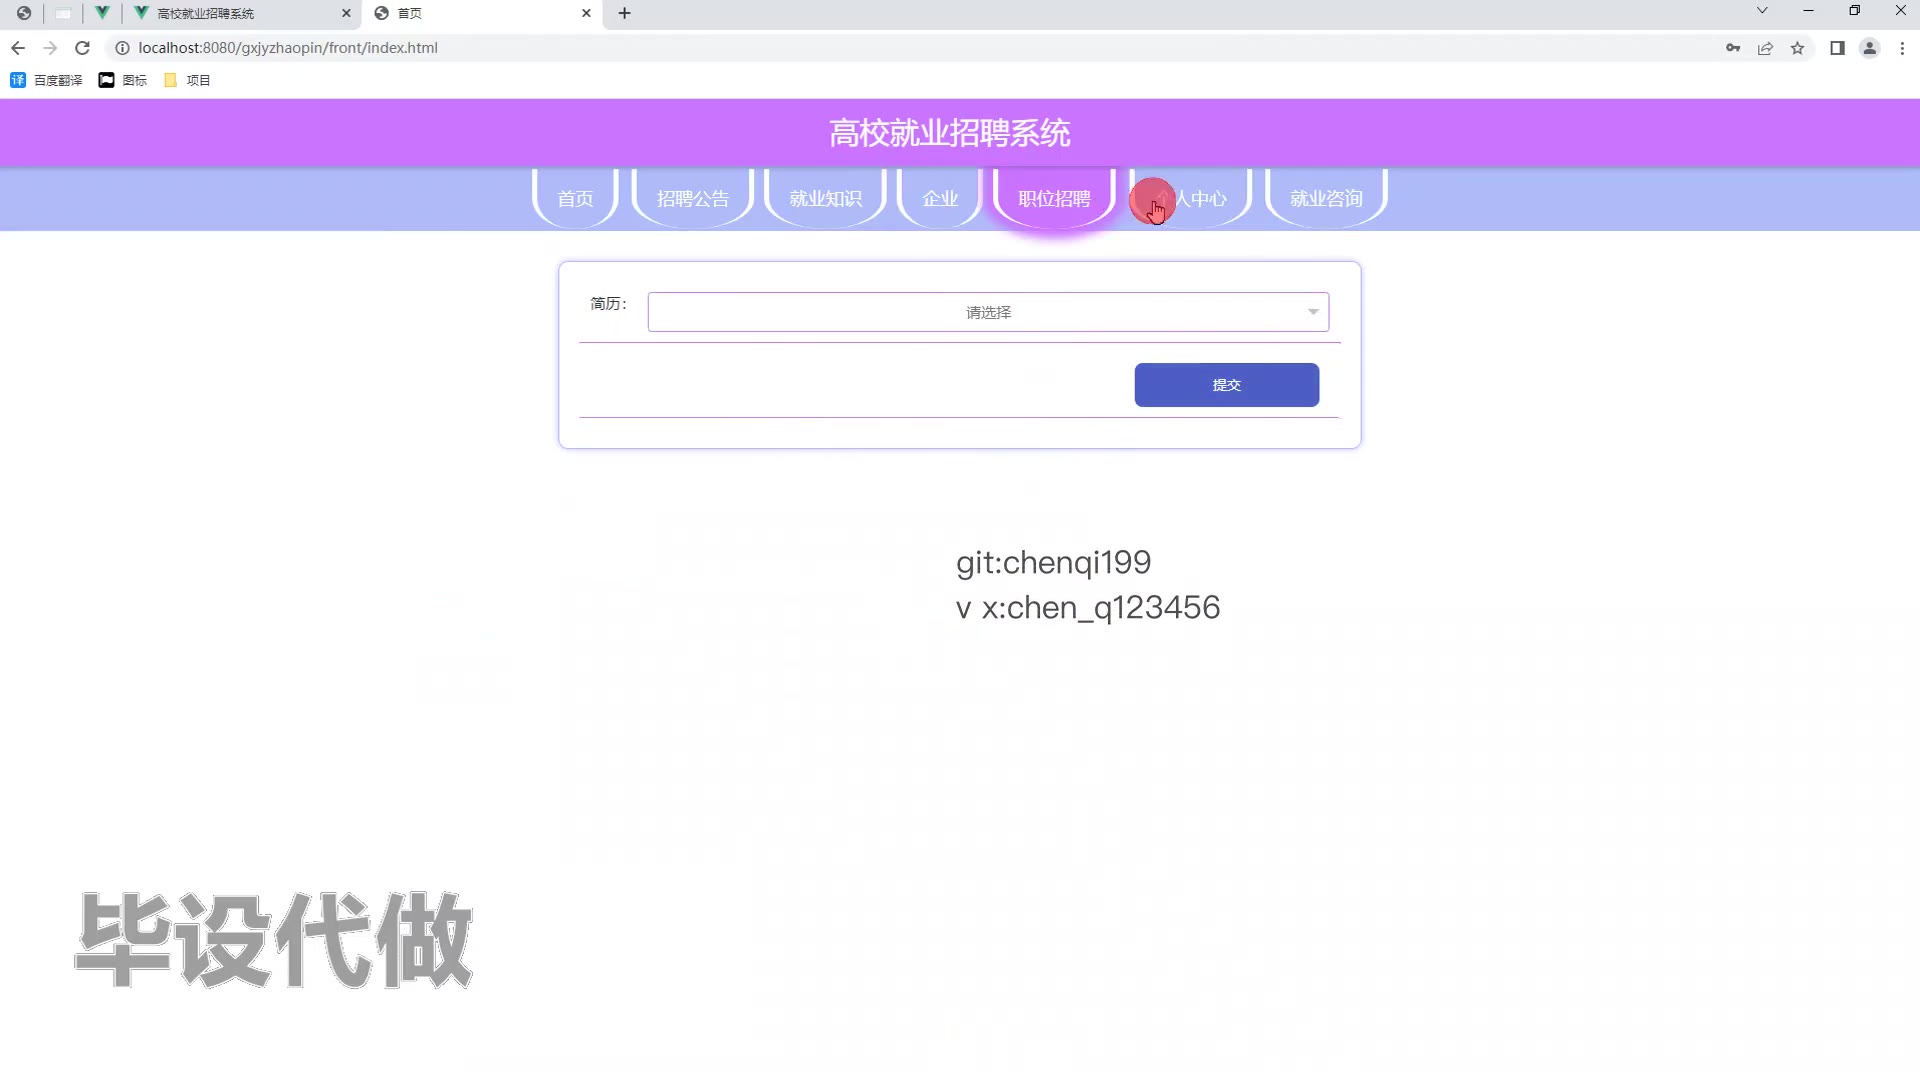 高校就业招聘系统
首页
localhost:8080/gxjyzhaopin/front/index.html
译 百度翻译 图标 项目
高校就业招聘系统
首页 招聘公告 就业知识 企业 职位招聘 个人中心 就业咨询
简历：
请选择
提交
git:chenqi199
v x:chen_q123456
毕设代做